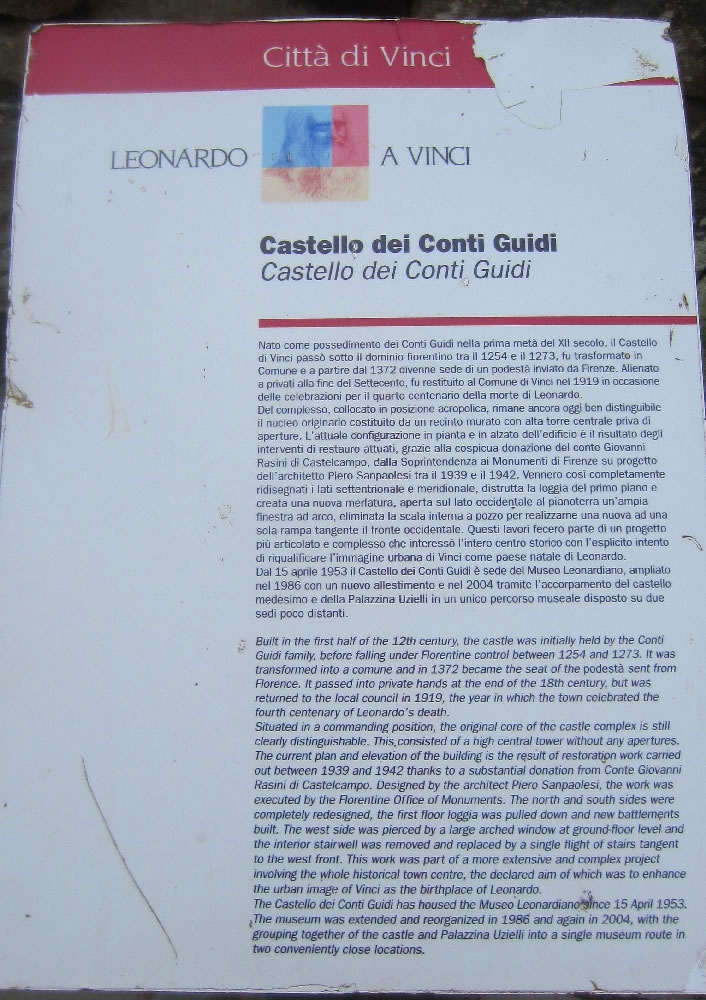 Città di Vinci
LEONARDO A VINCI
Castello dei Conti Guidi
Castello dei Conti Guidi
Nato come possedimento dei Conti Guidi nella prima metà del XII secolo, il Castello
di Vinci passò sotto il dominio fiorentino tra il 1254 e il 1273, fu trasformato in
Comune e a partire dal 1372 divenne sede di un podestà inviato da Firenze. Alienato
a privati alla fine del Settecento, fu restituito al Comune di Vinci nel 1919 in occasione
delle celebrazioni per il quarto centenario della morte di Leonardo.
Del complesso, collocato in posizione acropolica, rimane ancora oggi ben distinguibile
il nucleo originario costituito da un recinto murato con alta torre centrale priva di
aperture. L'attuale configurazione in pianta e in alzato dell'edificio è il risultato degli
interventi di restauro attuati, grazie alla cospicua donazione del conte Giovanni
Rasini di Castelcampo, dalla Soprintendenza ai Monumenti di Firenze su progetto
dell'architetto Piero Sanpaolesi tra il 1939 e il 1942. Vennero così completamente
ridisegnati i lati settentrionale e meridionale, distrutta la loggia del primo piano e
creata una nuova merlatura, aperta sul lato occidentale al pianoterra un'ampia
finestra ad arco, eliminata la scala interna a pozzo per realizzarne una nuova ad una
sola rampa tangente il fronte occidentale. Questi lavori fecero parte di un progetto
più articolato e complesso che interessò l'intero centro storico con l'esplicito intento
di riqualificare l'immagine urbana di Vinci come paese natale di Leonardo.
Dal 15 aprile 1953 il Castello dei Conti Guidi è sede del Museo Leonardiano, ampliato
nel 1986 con un nuovo allestimento e nel 2004 tramite l'accorpamento del castello
medesimo e della Palazzina Uzielli in un unico percorso museale disposto su due
sedi poco distanti.
Built in the first half of the 12th century, the castle was initially held by the Conti
Guidi family, before falling under Florentine control between 1254 and 1273. It was
transformed into a comune and in 1372 became the seat of the podestà sent from
Florence. It passed into private hands at the end of the 18th century, but was
returned to the local council in 1919, the year in which the town celebrated the
fourth centenary of Leonardo's death.
Situated in a commanding position, the original core of the castle complex is still
clearly distinguishable. This consisted of a high central tower without any apertures.
The current plan and elevation of the building is the result of restoration work carried
out between 1939 and 1942 thanks to a substantial donation from Conte Giovanni
Rasini di Castelcampo. Designed by the architect Piero Sanpaolesi, the work was
executed by the Florentine Office of Monuments. The north and south sides were
completely redesigned, the first floor loggia was pulled down and new battlements
built. The west side was pierced by a large arched window at ground-floor level and
the interior stairwell was removed and replaced by a single flight of stairs tangent
to the west front. This work was part of a more extensive and complex project
involving the whole historical town centre, the declared aim of which was to enhance
the urban image of Vinci as the birthplace of Leonardo.
The Castello dei Conti Guidi has housed the Museo Leonardiano since 15 April 1953.
The museum was extended and reorganized in 1986 and again in 2004, with the
grouping together of the castle and Palazzina Uzielli into a single museum route in
two conveniently close locations.